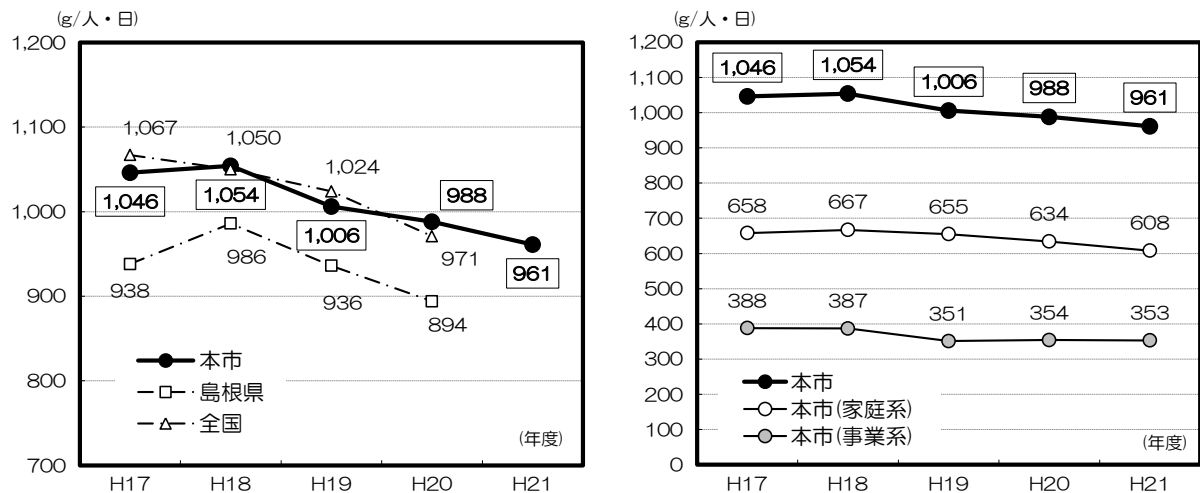 (g/人・日)
1,200
1,100
1,000
900
800
700
1,067
1,050
1,024
988
1,046
1,054
1,006
971
961
938
986
936
894
本市
島根県
全国
(年度)
H17 H18 H19 H20 H21
(g/人・日)
1,200
1,100
1,000
900
800
700
600
500
400
300
200
100
0
1,046 1,054 1,006 988 961
658 667 655 634 608
388 387 351 354 353
本市
本市(家庭系)
本市(事業系)
(年度)
H17 H18 H19 H20 H21